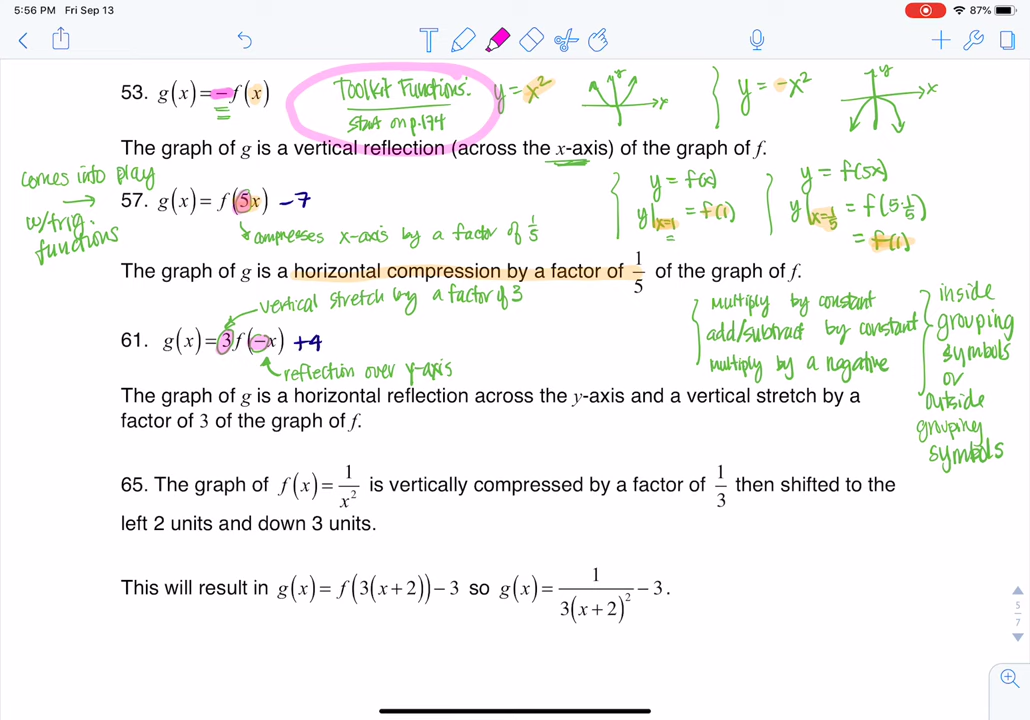 5:56 PM Fri Sep 13
87%
T
53. g(x) = −f(x)
Toolkit Functions:
start on p.174
y = x²
y
x
y = −x²
y
x
The graph of g is a vertical reflection (across the x-axis) of the graph of f.
comes into play
w/trig.
functions
57. g(x) = f(5x) −7
compresses x-axis by a factor of 1/5
y = f(x)
y|x=1 = f(1)
y = f(5x)
y|x=1/5 = f(5·1/5)
= f(1)
The graph of g is a horizontal compression by a factor of 1/5 of the graph of f.
vertical stretch by a factor of 3
61. g(x) = 3f(−x) +4
reflection over y-axis
multiply by constant
add/subtract by constant
multiply by a negative
inside
grouping
symbols
or
outside
grouping
symbols
The graph of g is a horizontal reflection across the y-axis and a vertical stretch by a
factor of 3 of the graph of f.
65. The graph of f(x) = 1/x² is vertically compressed by a factor of 1/3 then shifted to the
left 2 units and down 3 units.
This will result in g(x) = f(3(x+2)) − 3 so g(x) = 1/3(x+2)² − 3.
5/7